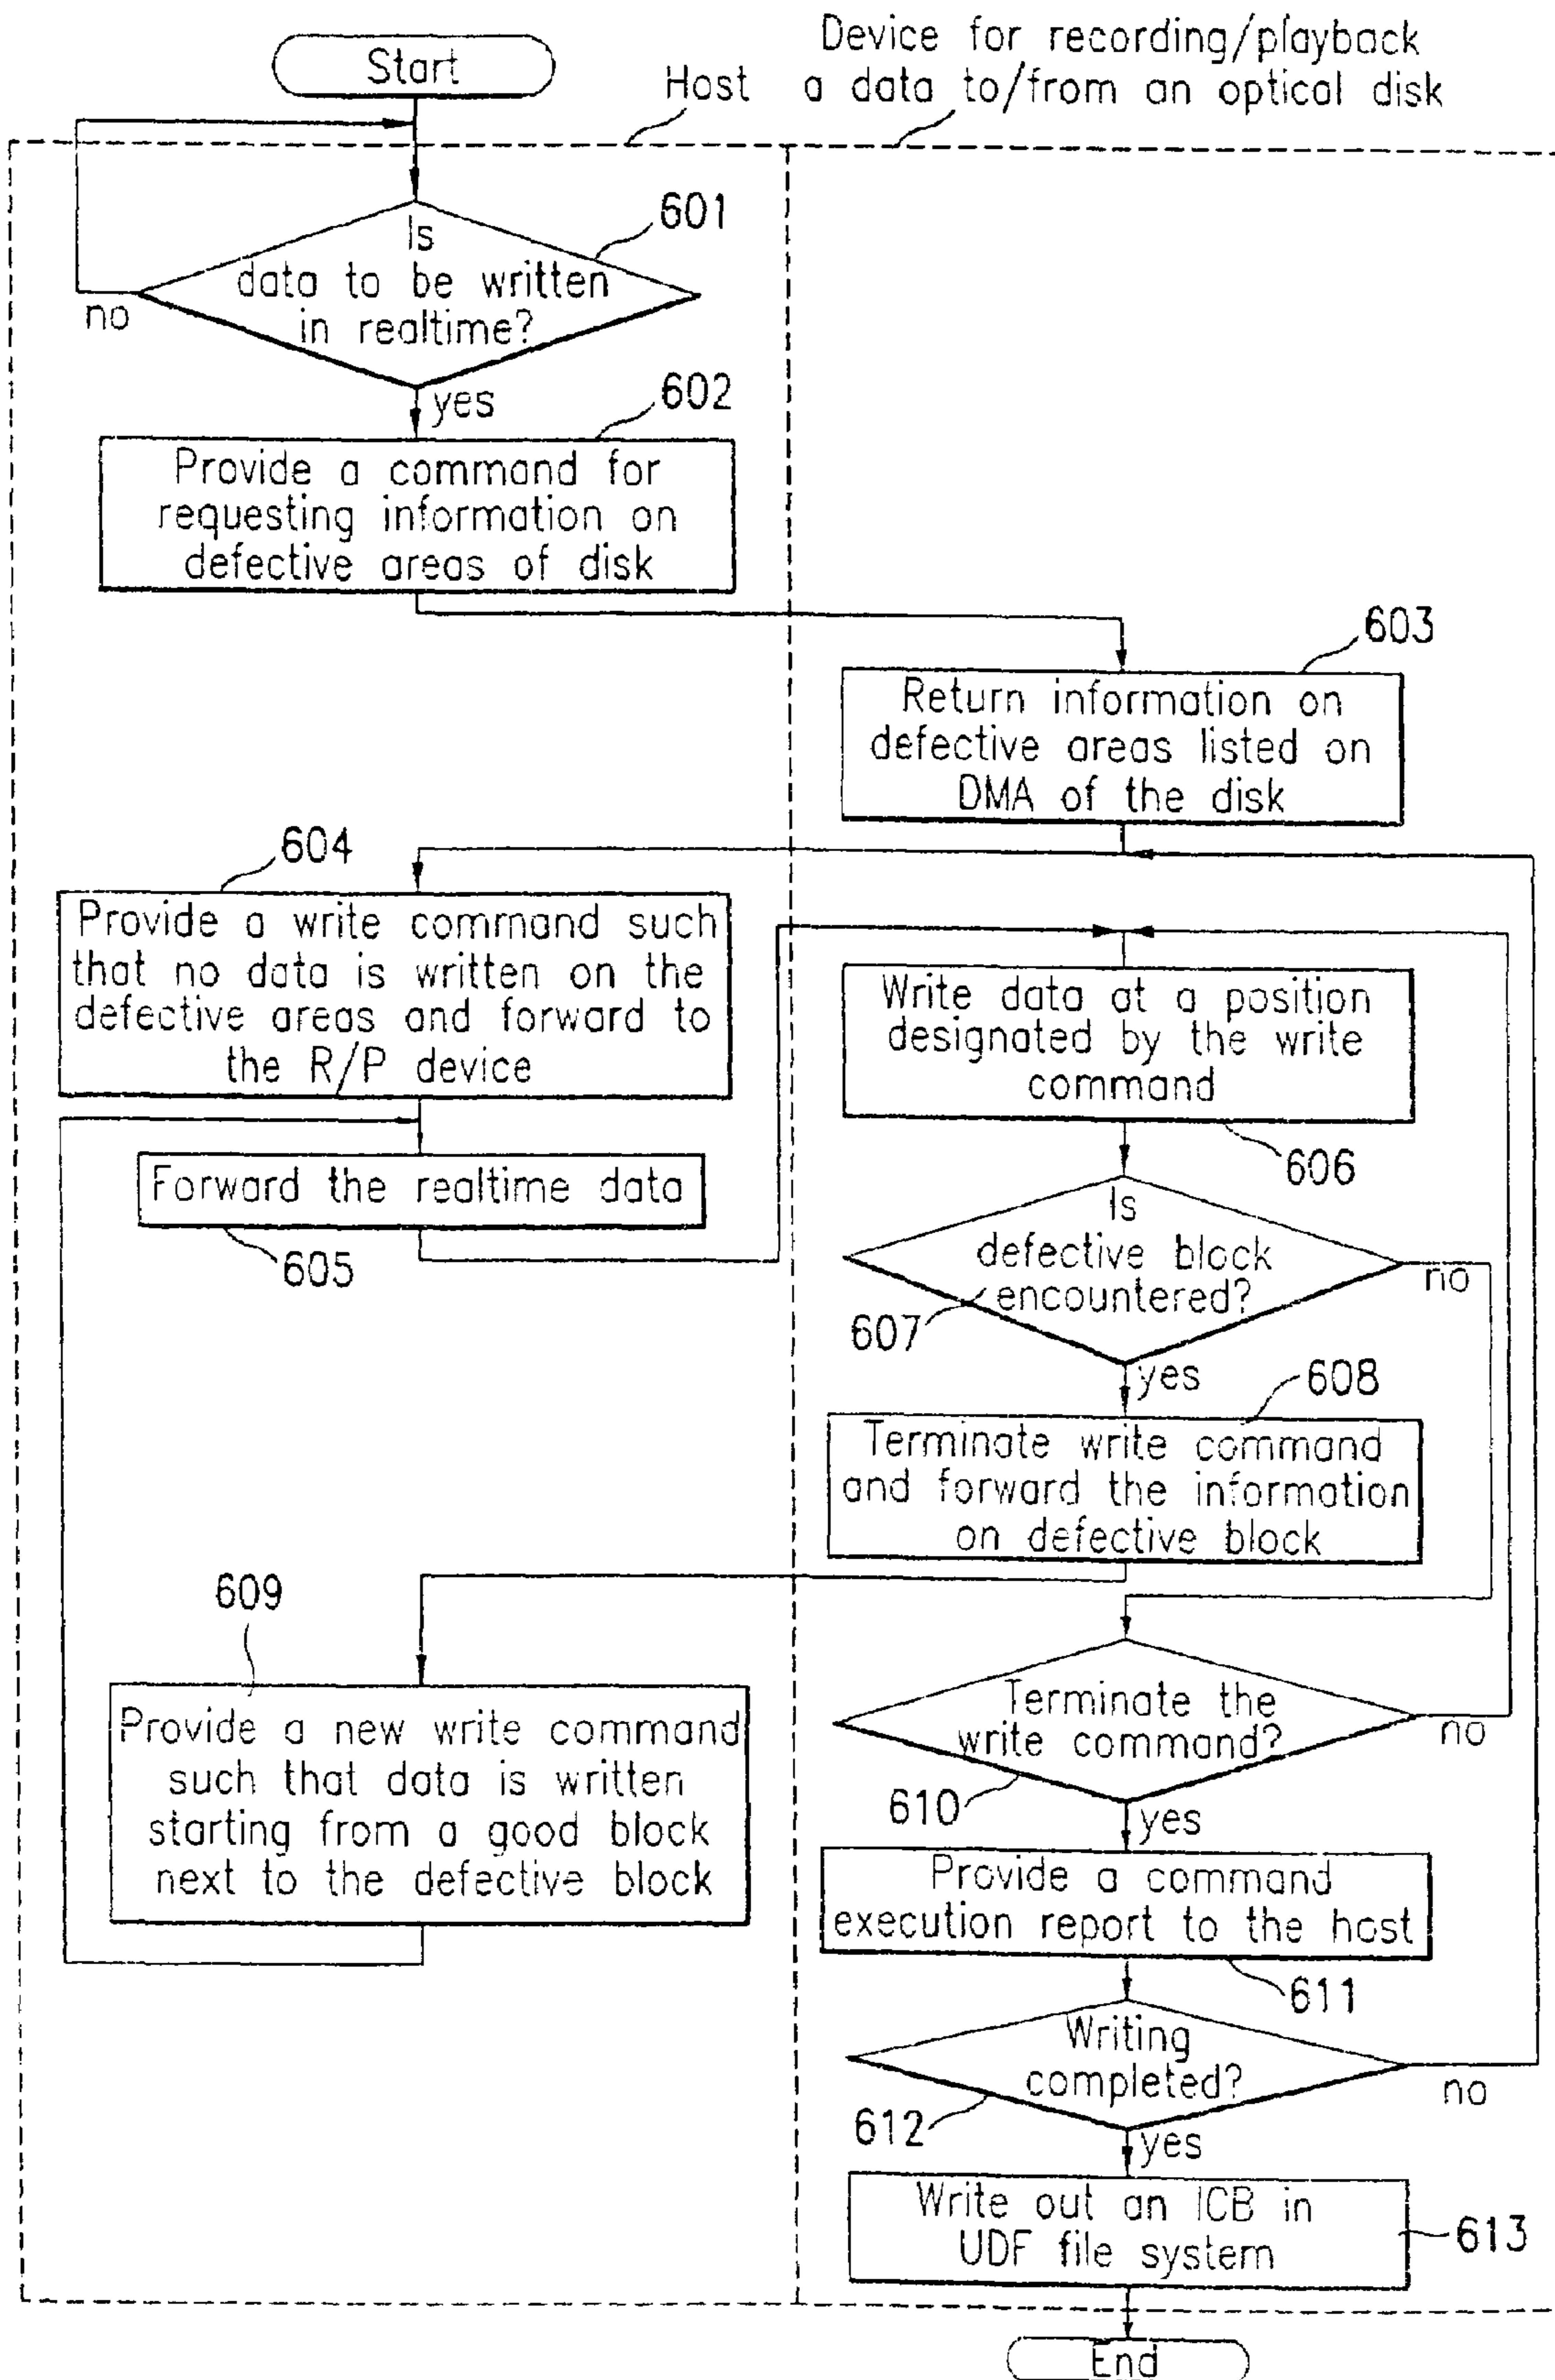 Start
Host
Device for recording/playback
a data to/from an optical disk
601
Is
data to be written
in realtime?
no
yes
602
Provide a command for
requesting information on
defective areas of disk
603
Return information on
defective areas listed on
DMA of the disk
604
Provide a write command such
that no data is written on the
defective areas and forward to
the R/P device
Forward the realtime data
605
Write data at a position
designated by the write
command
606
Is
defective block
encountered?
607
no
yes
608
Terminate write command
and forward the information
on defective block
609
Provide a new write command
such that data is written
starting from a good block
next to the defective block
Terminate the
write command?
610
no
yes
Provide a command
execution report to the host
611
Writing
completed?
612
no
yes
Write out an ICB in
UDF file system
613
End